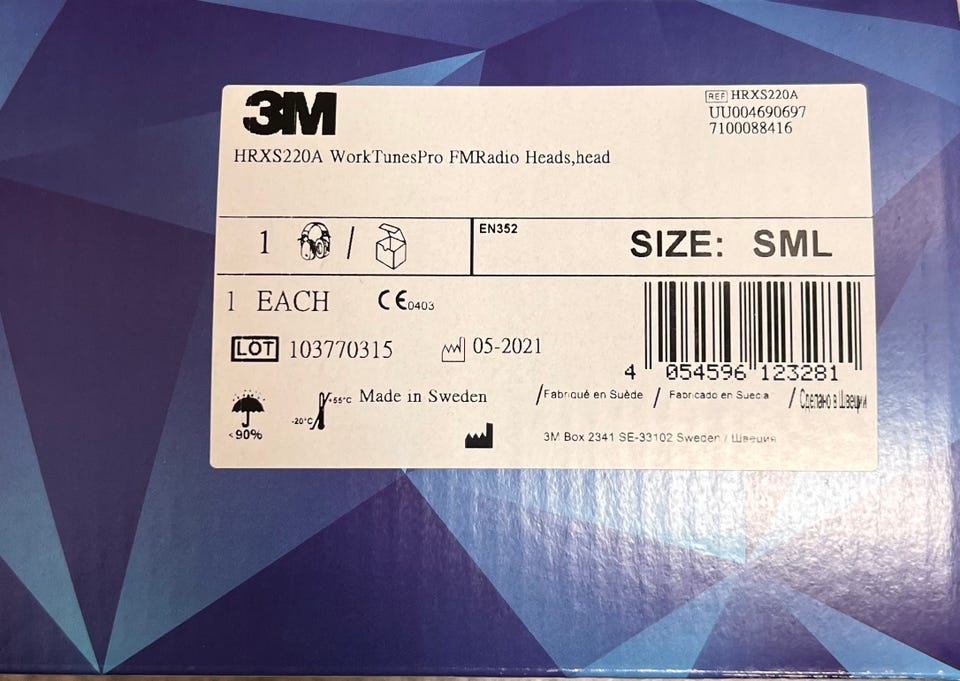 3M
REF HRXS220A
UU004690697
7100088416
HRXS220A WorkTunesPro FMRadio Heads,head
1 /
EN352
SIZE: SML
1 EACH CE0403
LOT 103770315 05-2021
4 054596 123281
<90%
-20°C +55°C
Made in Sweden /Fabriqué en Suède / Fabricado en Suecia / Сделано в Швеции
3M Box 2341 SE-33102 Sweden / Швеция